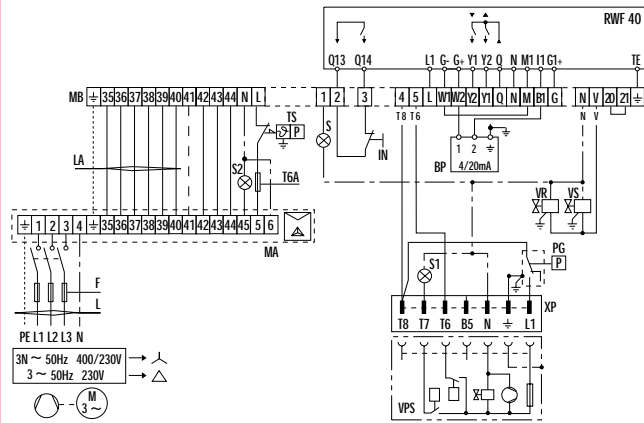 RWF 40
Q13 Q14 L1 G- G+ Y1 Y2 Q N M1 I1 G1+ TE
MB ⏚ 35 36 37 38 39 40 41 42 43 44 N L 1 2 3 4 5 L W1 W2 Y2 Y1 Q N M B1 G N V 20 21 ⏚
T8 T6 N V
TS
P
S
IN
BP
1 2 ⏚
4/20mA
LA
S2
T6A
VR VS
⏚ 1 2 3 4 35 36 37 38 39 40 41 42 43 44 45 5 6
MA
PG
P
S1
XP
F
L
T8 T7 T6 B5 N ⏚ L1
PE L1 L2 L3 N
3N ~ 50Hz 400/230V
3 ~ 50Hz 230V
M
3 ~
VPS